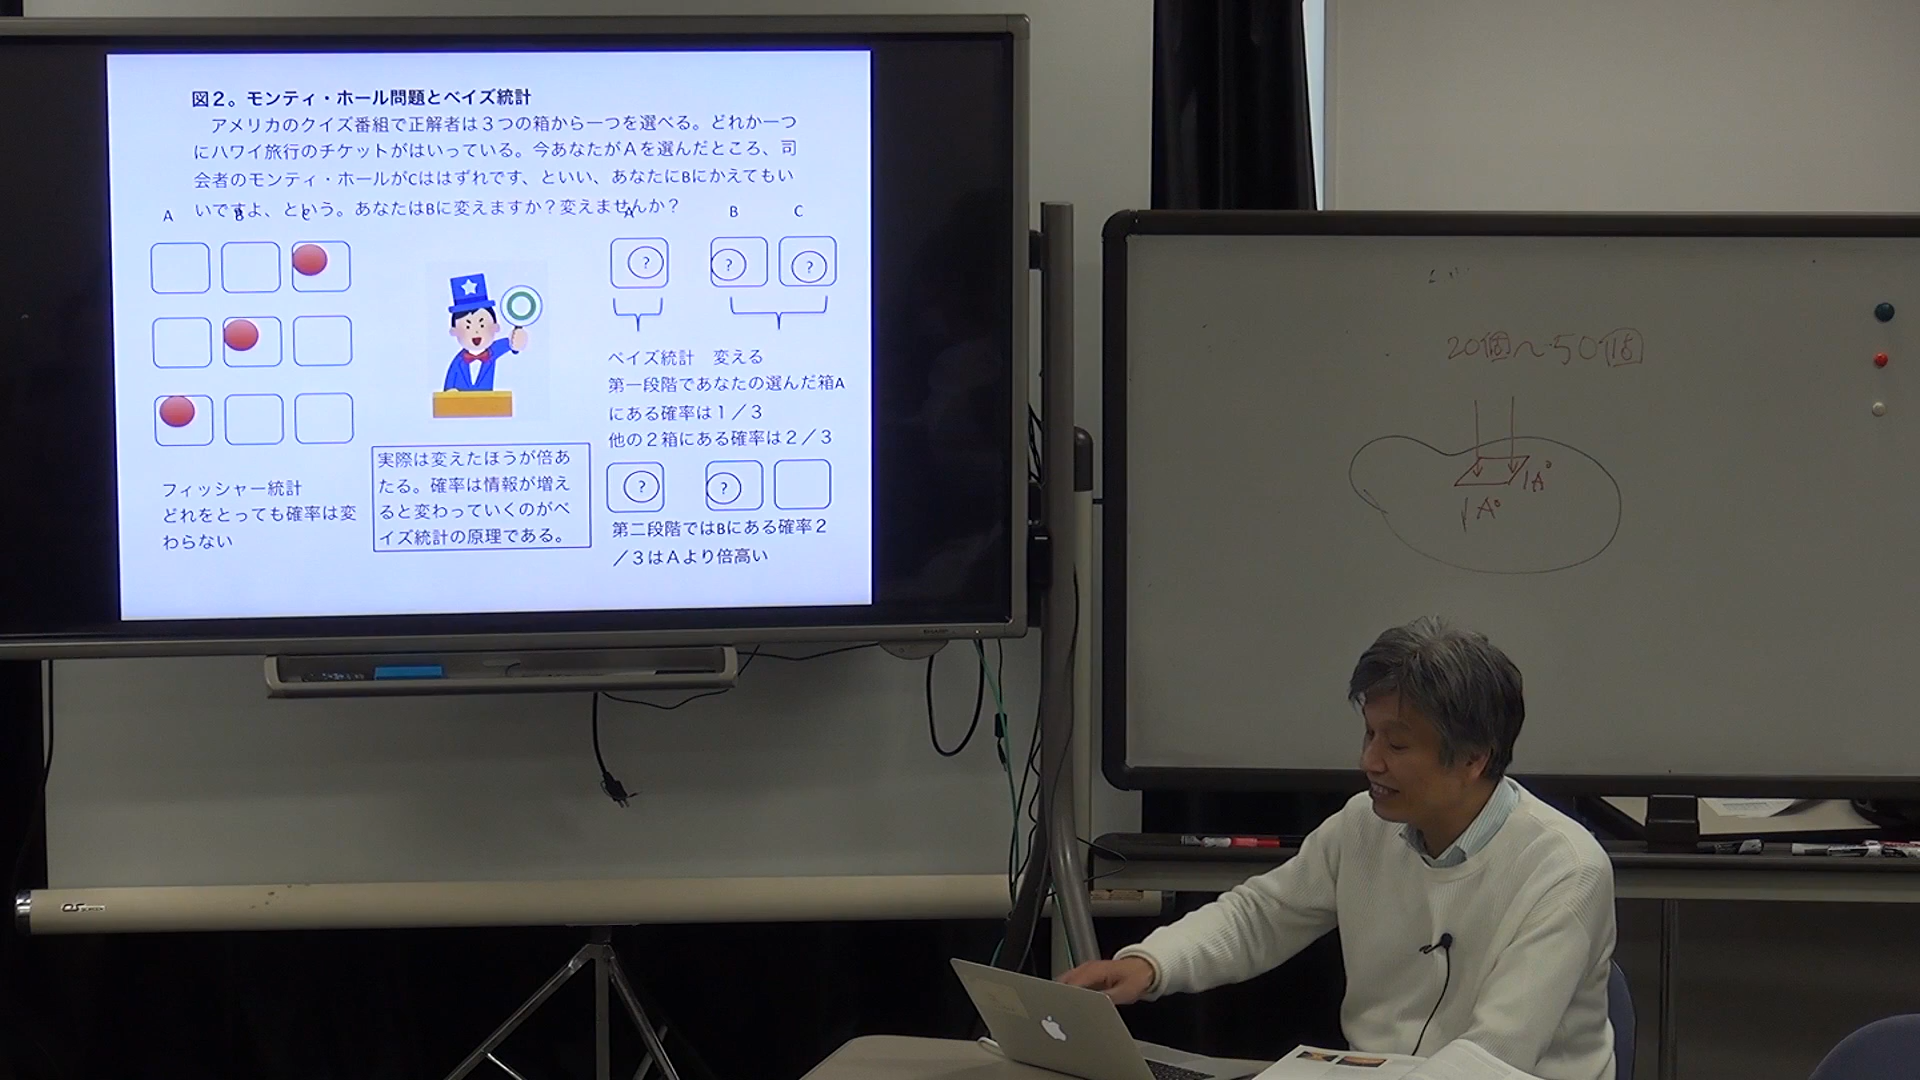 図２。モンティ・ホール問題とベイズ統計
アメリカのクイズ番組で正解者は３つの箱から一つを選べる。どれか一つ
にハワイ旅行のチケットがはいっている。今あなたがAを選んだところ、司
会者のモンティ・ホールがCははずれです、といい、あなたにBにかえてもい
いですよ、という。あなたはBに変えますか？変えませんか？
A B C
A B C
?
? ?
フィッシャー統計
どれをとっても確率は変
わらない
実際は変えたほうが倍あ
たる。確率は情報が増え
ると変わっていくのがベ
イズ統計の原理である。
ベイズ統計　変える
第一段階であなたの選んだ箱A
にある確率は１／３
他の２箱にある確率は２／３
? ?
第二段階ではBにある確率２
／３はAより倍高い
SHARP
20個〜50個
1A°
1A°